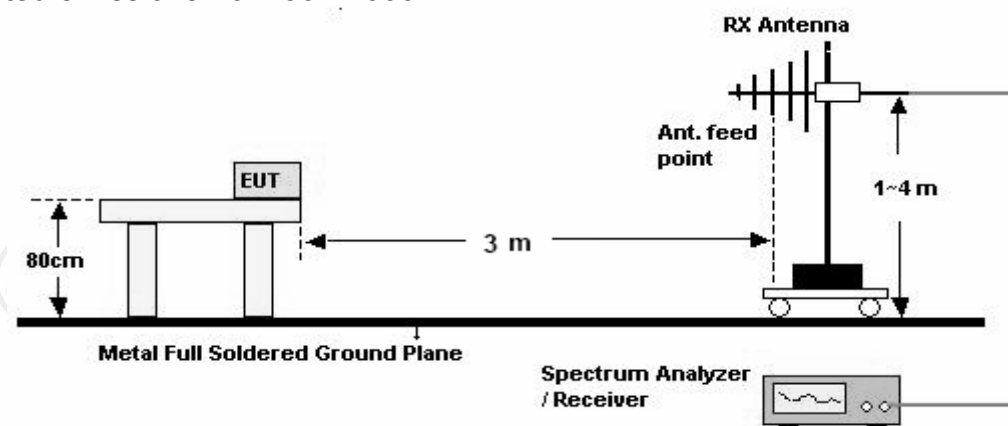 RX Antenna
Ant. feed
point
1~4 m
EUT
3 m
80cm
Metal Full Soldered Ground Plane
Spectrum Analyzer
/ Receiver